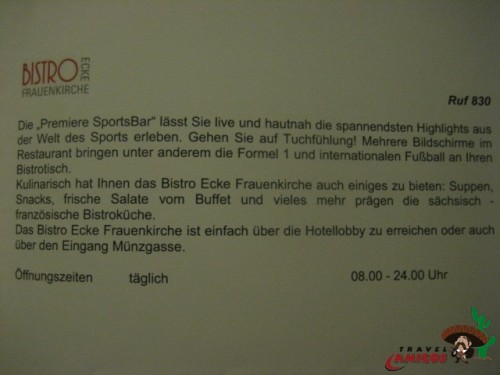 BISTRO
ECKE
FRAUENKIRCHE
Ruf 830
Die „Premiere SportsBar“ lässt Sie live und hautnah die spannendsten Highlights aus
der Welt des Sports erleben. Gehen Sie auf Tuchfühlung! Mehrere Bildschirme im
Restaurant bringen unter anderem die Formel 1 und internationalen Fußball an Ihren
Bistrotisch.
Kulinarisch hat Ihnen das Bistro Ecke Frauenkirche auch einiges zu bieten: Suppen,
Snacks, frische Salate vom Buffet und vieles mehr prägen die sächsisch -
französische Bistroküche.
Das Bistro Ecke Frauenkirche ist einfach über die Hotellobby zu erreichen oder auch
über den Eingang Münzgasse.
Öffnungszeiten täglich 08.00 - 24.00 Uhr
TRAVEL
AMIGOS